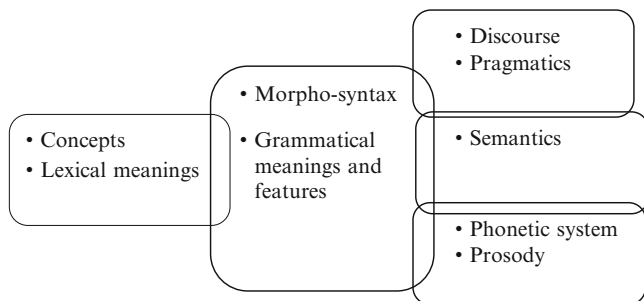 • Concepts
• Lexical meanings
• Morpho-syntax
• Grammatical
meanings and
features
• Discourse
• Pragmatics
• Semantics
• Phonetic system
• Prosody